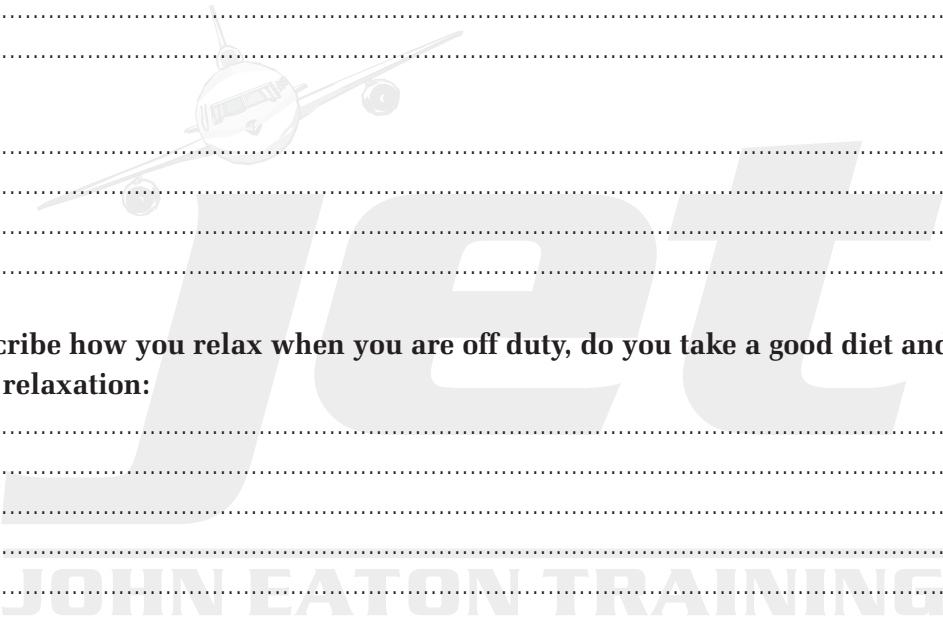 cribe how you relax when you are off duty, do you take a good diet and
relaxation:
jet
JOHN EATON TRAINING